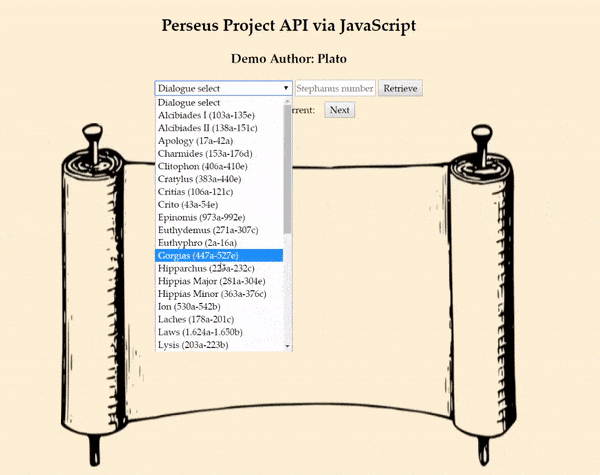 Perseus Project API via JavaScript
Demo Author: Plato
Dialogue select Stephanus number Retrieve
rrent: Next
Dialogue select
Alcibiades I (103a-135e)
Alcibiades II (138a-151c)
Apology (17a-42a)
Charmides (153a-176d)
Clitophon (406a-410e)
Cratylus (383a-440e)
Critias (106a-121c)
Crito (43a-54e)
Epinomis (973a-992e)
Euthydemus (271a-307c)
Euthyphro (2a-16a)
Gorgias (447a-527e)
Hipparchus (225a-232c)
Hippias Major (281a-304e)
Hippias Minor (363a-376c)
Ion (530a-542b)
Laches (178a-201c)
Laws (1.624a-1.650b)
Lysis (203a-223b)